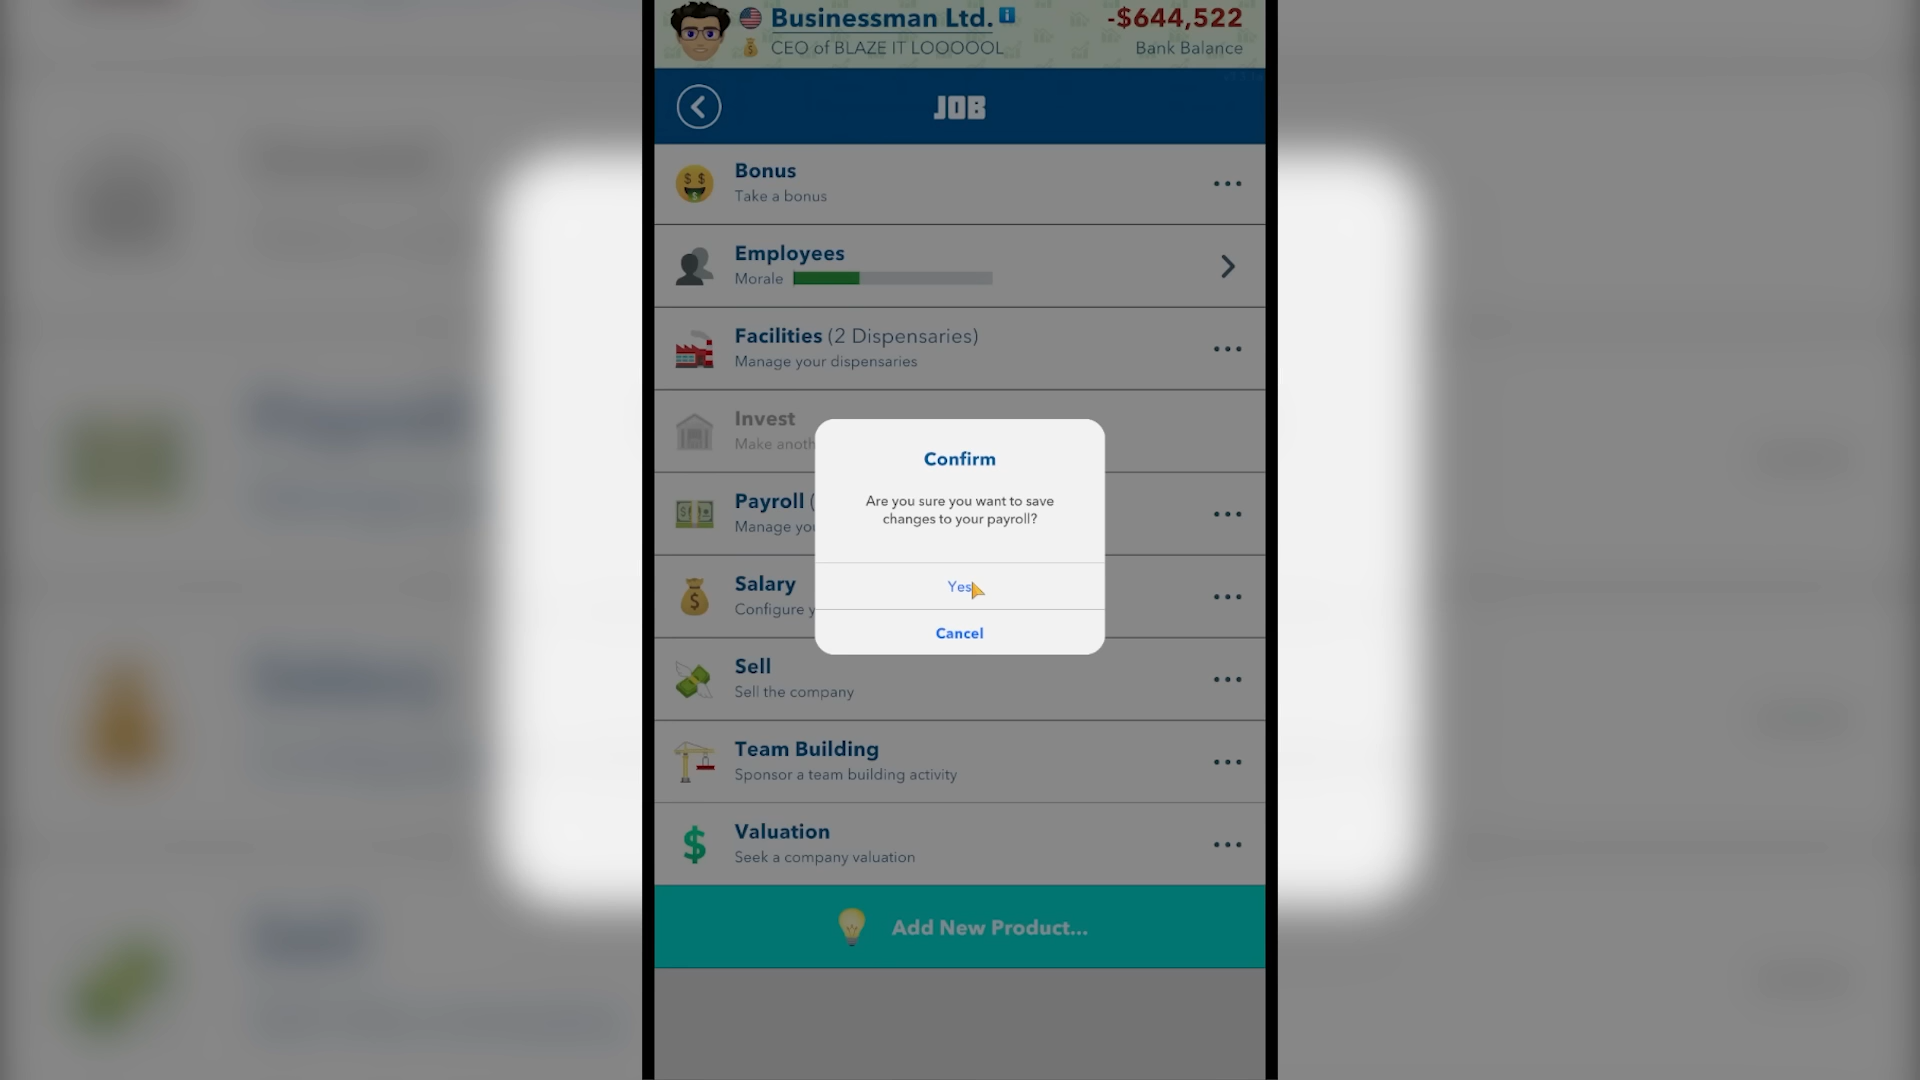 Businessman Ltd.
-$644,522
CEO of BLAZE IT LOOOOOL
Bank Balance
JOB
Bonus
Take a bonus
Employees
Morale
Facilities (2 Dispensaries)
Manage your dispensaries
Invest
Make anoth
Confirm
Are you sure you want to save
changes to your payroll?
Yes
Cancel
Payroll (
Manage you
Salary
Configure y
Sell
Sell the company
Team Building
Sponsor a team building activity
Valuation
Seek a company valuation
Add New Product...